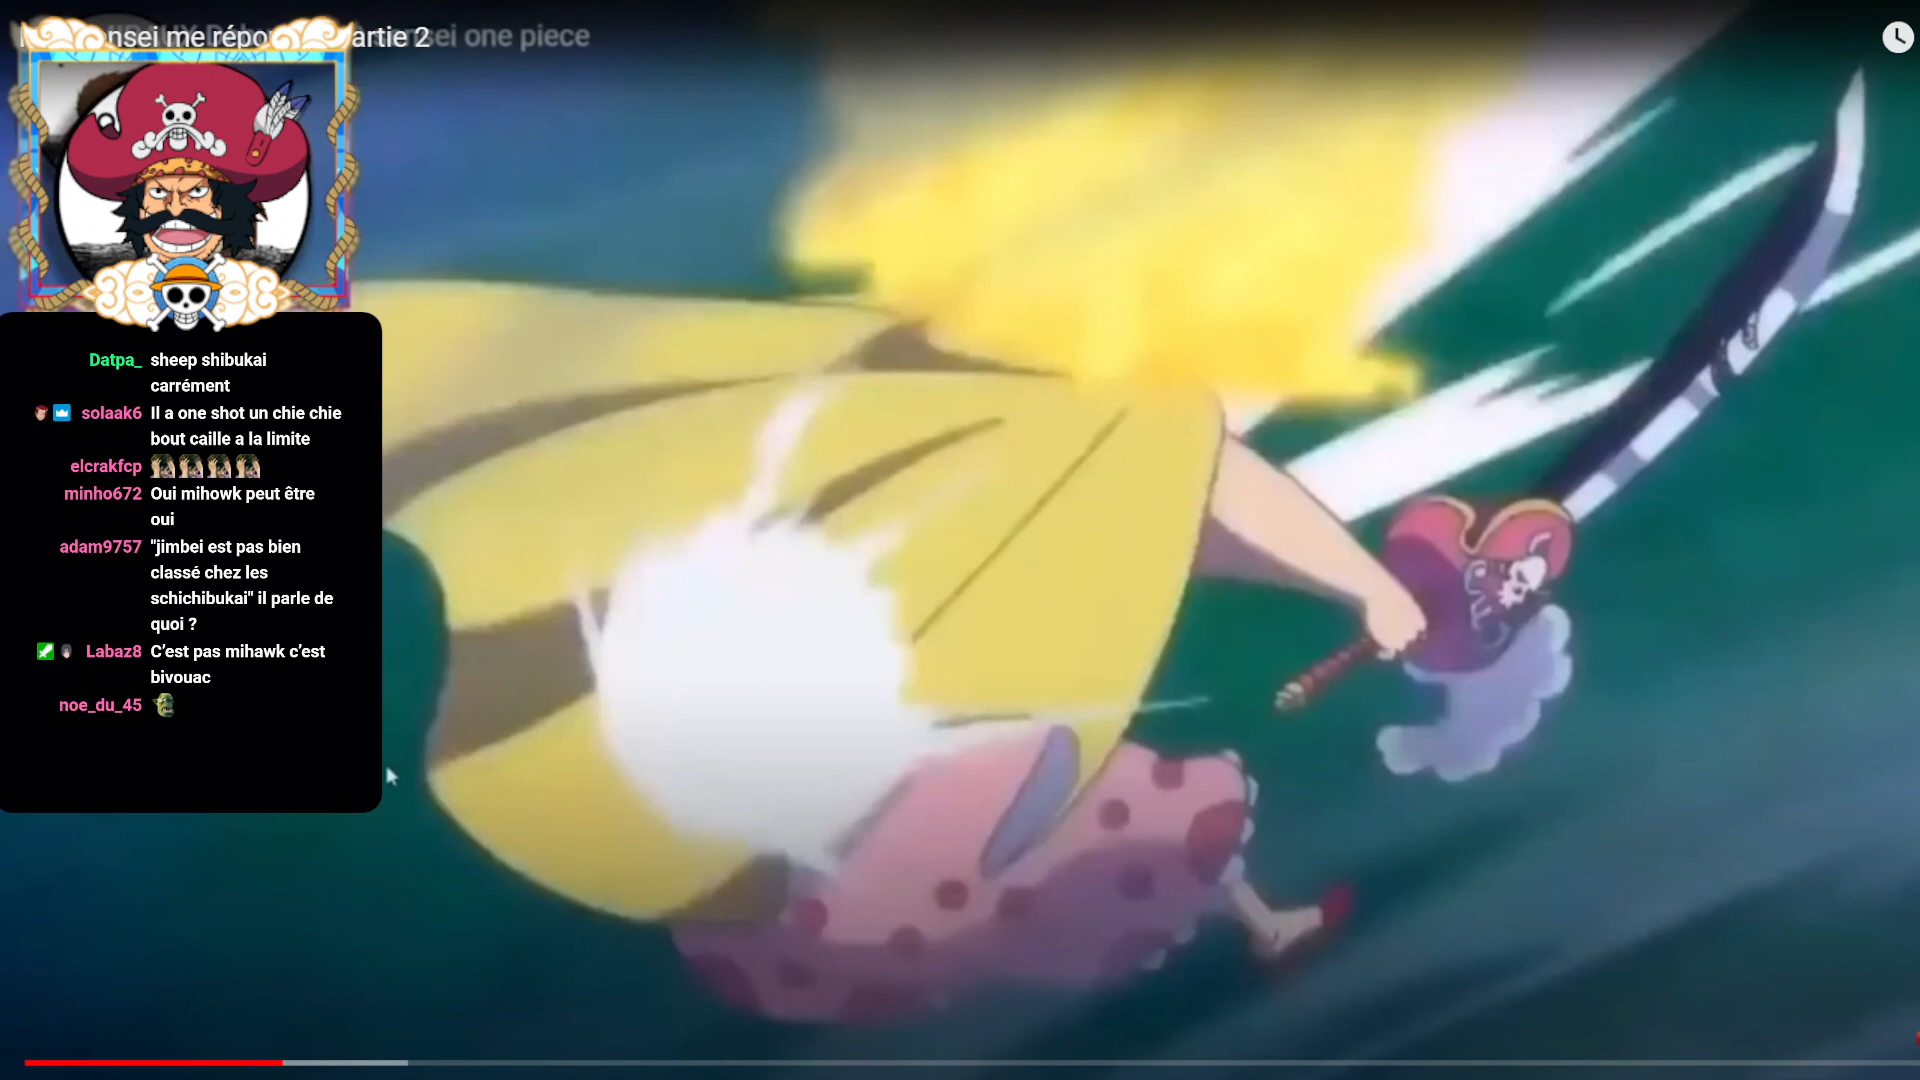 nsei me répo artie 2 sei one piece
Datpa_ sheep shibukai
carrément
solaak6 Il a one shot un chie chie
bout caille a la limite
elcrakfcp
minho672 Oui mihowk peut être
oui
adam9757 "jimbei est pas bien
classé chez les
schichibukai" il parle de
quoi ?
Labaz8 C’est pas mihawk c’est
bivouac
noe_du_45